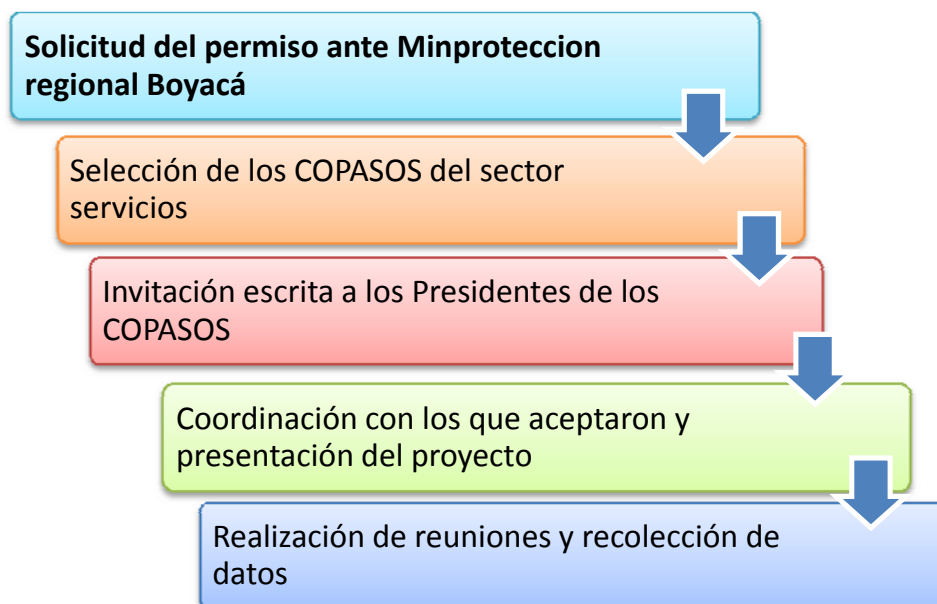 Solicitud del permiso ante Minproteccion
regional Boyacá
Selección de los COPASOS del sector
servicios
Invitación escrita a los Presidentes de los
COPASOS
Coordinación con los que aceptaron y
presentación del proyecto
Realización de reuniones y recolección de
datos